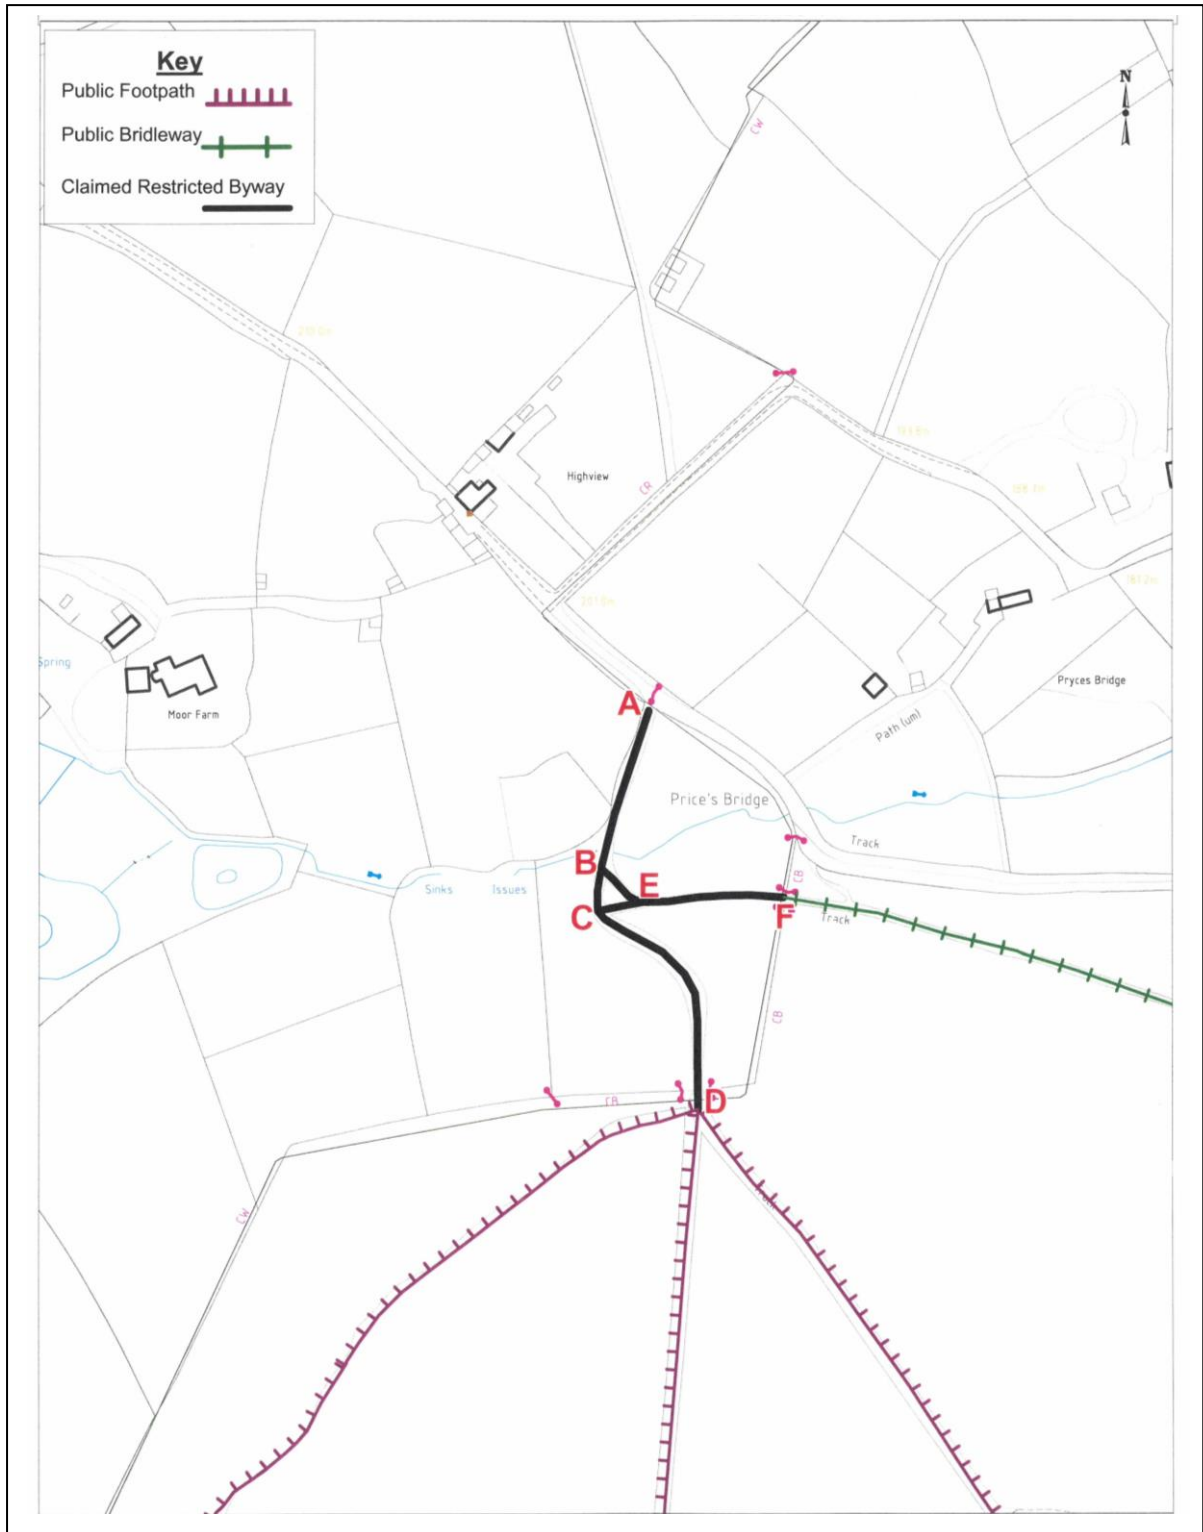 Key
Public Footpath
Public Bridleway
Claimed Restricted Byway
N
CW
Highview
CR
Spring
Moor Farm
Pryces Bridge
Path (um)
A
Price's Bridge
Track
B
E
CB
Sinks
Issues
C
F
Track
CB
D
CW